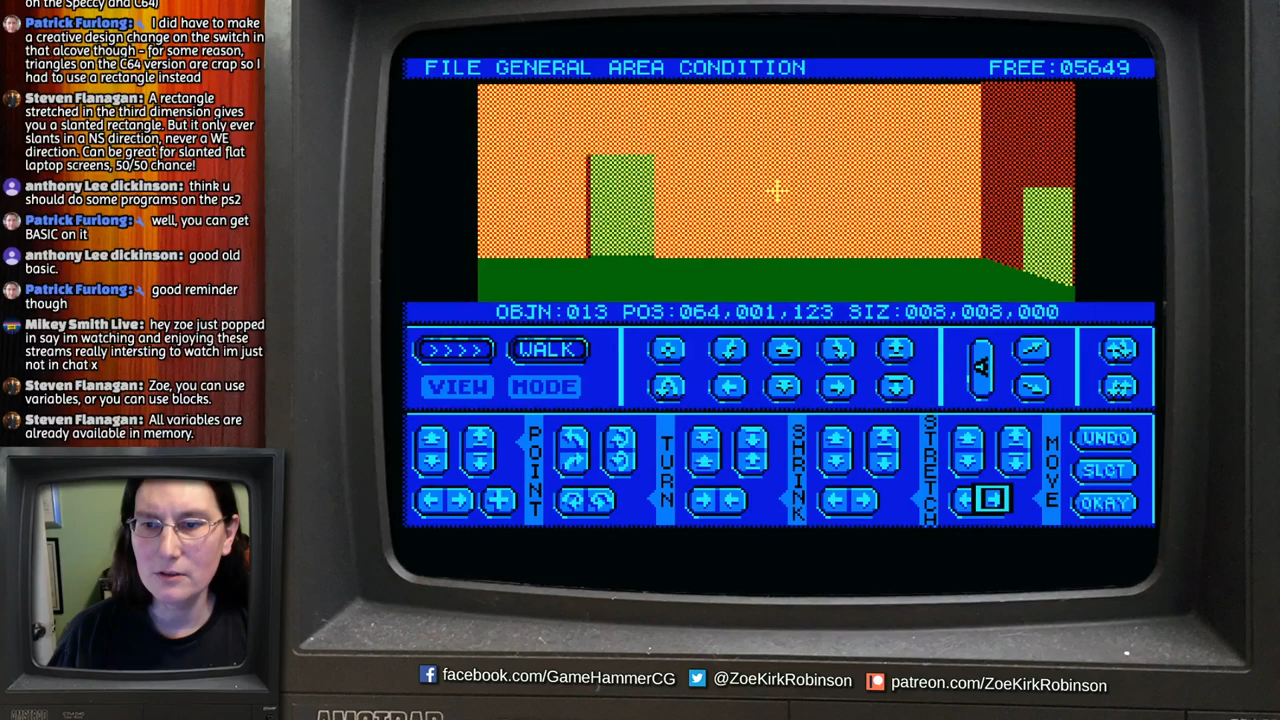 on the Speccy and C64)
Patrick Furlong: I did have to make
a creative design change on the switch in
that alcove though - for some reason,
triangles on the C64 version are crap so I
had to use a rectangle instead
Steven Flanagan: A rectangle
stretched in the third dimension gives
you a slanted rectangle. But it only ever
slants in a NS direction, never a WE
direction. Can be great for slanted flat
laptop screens, 50/50 chance!
anthony Lee dickinson: think u
should do some programs on the ps2
Patrick Furlong: well, you can get
BASIC on it
anthony Lee dickinson: good old
basic.
Patrick Furlong: good reminder
though
Mikey Smith Live: hey zoe just popped
in say im watching and enjoying these
streams really intersting to watch im just
not in chat x
Steven Flanagan: Zoe, you can use
variables, or you can use blocks.
Steven Flanagan: All variables are
already available in memory.
FILE GENERAL AREA CONDITION FREE:05649
OBJN:013 POS:064,001,123 SIZ:008,008,000
>>>> WALK
VIEW MODE
A
POINT
TURN
SHRINK
STRETCH
MOVE
UNDO
SLCT
OKAY
facebook.com/GameHammerCG @ZoeKirkRobinson patreon.com/ZoeKirkRobinson
AMSTRAD